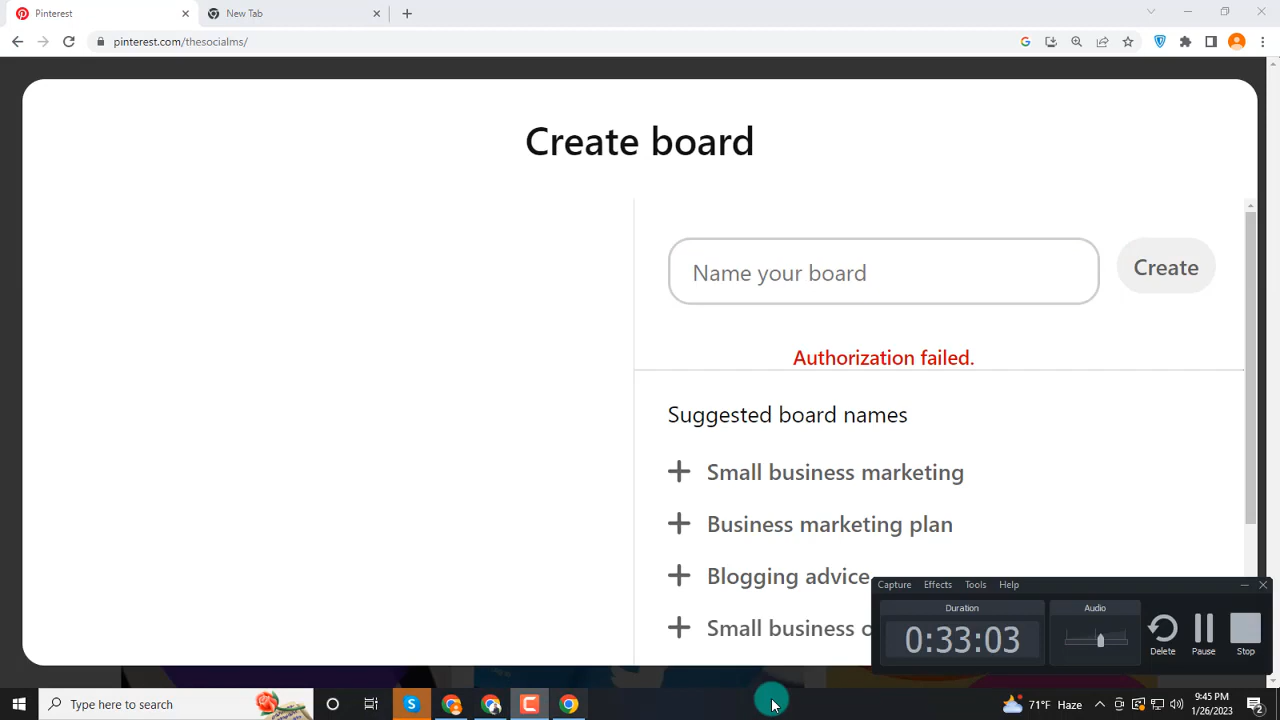 Pinterest
New Tab
pinterest.com/thesocialms/
Create board
Name your board
Create
Authorization failed.
Suggested board names
Small business marketing
Business marketing plan
Blogging advice
Small business o
Capture Effects Tools Help
Duration
Audio
0:33:03
Delete
Pause
Stop
Type here to search
71°F Haze
9:45 PM
1/26/2023
2